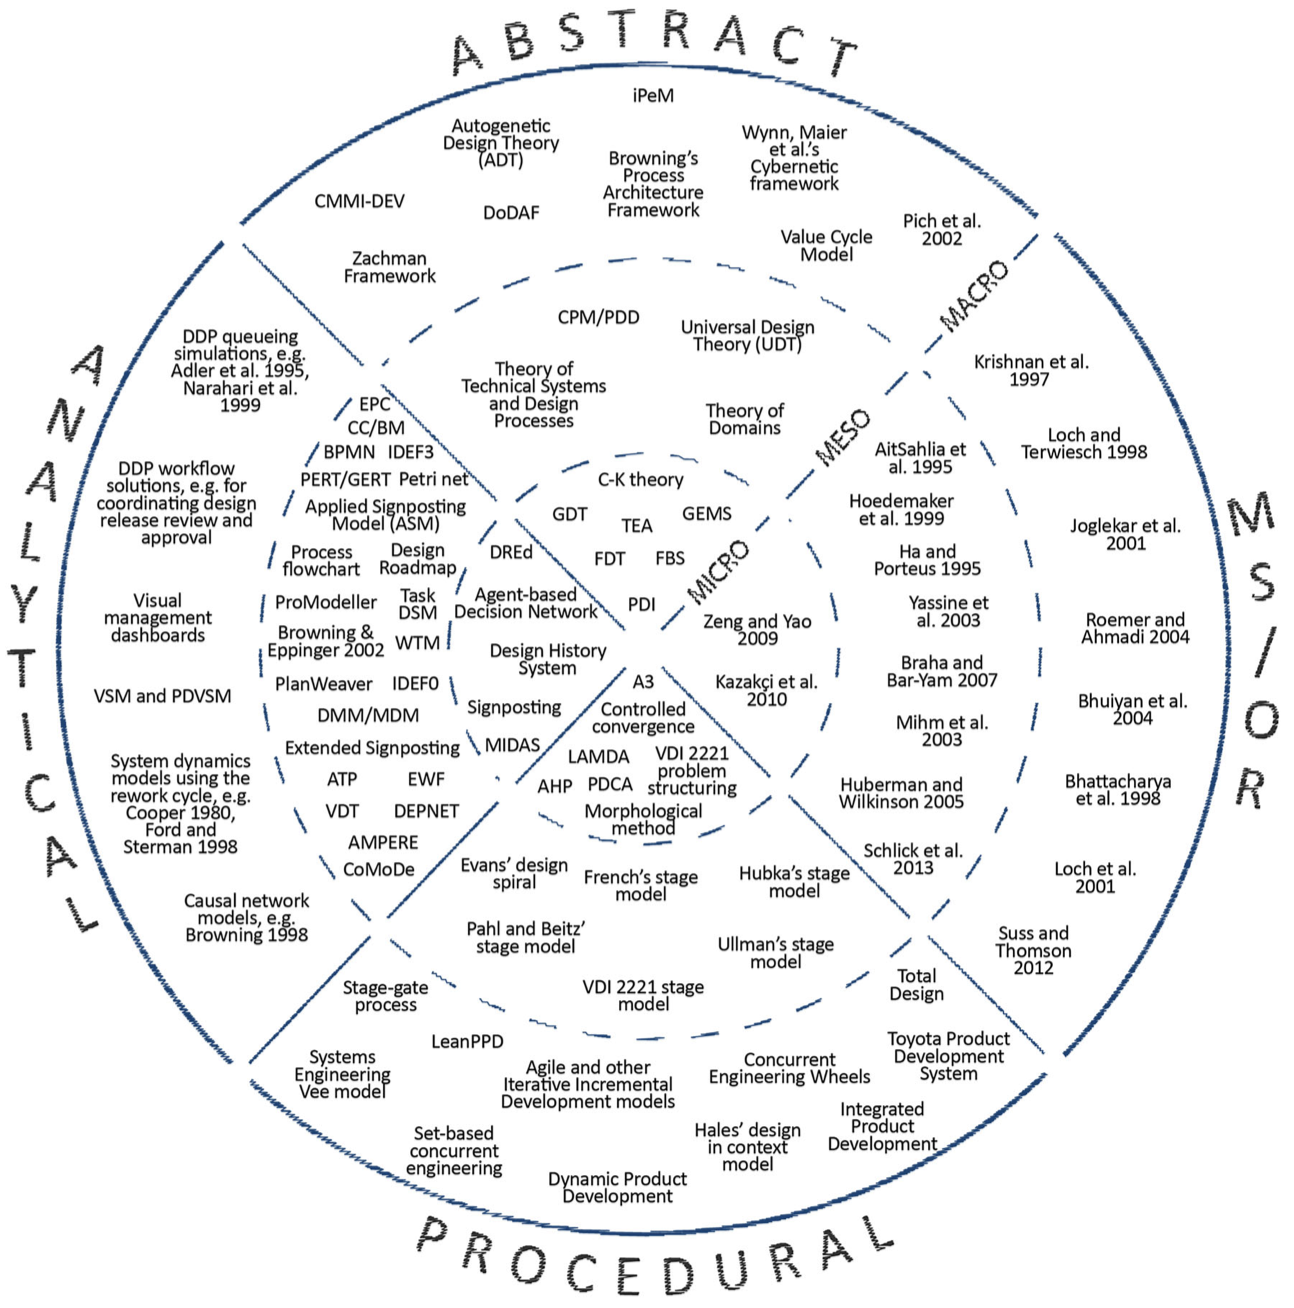 ABSTRACT
iPeM
Autogenetic
Design Theory
(ADT)
Wynn, Maier
et al.'s
Cybernetic
framework
Browning's
Process
Architecture
Framework
CMMI-DEV
DoDAF
Pich et al.
2002
Value Cycle
Model
Zachman
Framework
MACRO
CPM/PDD
Universal Design
Theory (UDT)
Theory of
Technical Systems
and Design
Processes
Theory of
Domains
MESO
C-K theory
GDT
TEA
GEMS
FDT
FBS
PDI
MICRO
ANALYTICAL
DDP queueing
simulations, e.g.
Adler et al. 1995,
Narahari et al.
1999
DDP workflow
solutions, e.g. for
coordinating design
release review and
approval
Visual
management
dashboards
VSM and PDVSM
System dynamics
models using the
rework cycle, e.g.
Cooper 1980,
Ford and
Sterman 1998
Causal network
models, e.g.
Browning 1998
EPC
CC/BM
BPMN IDEF3
PERT/GERT Petri net
Applied Signposting
Model (ASM)
Process
flowchart
Design
Roadmap
ProModeller
Task
DSM
Browning &
Eppinger 2002
WTM
PlanWeaver IDEF0
DMM/MDM
Extended Signposting
ATP EWF
VDT DEPNET
AMPERE
CoMoDe
DREd
Agent-based
Decision Network
Design History
System
Signposting
MIDAS
MS/OR
Krishnan et al.
1997
Loch and
Terwiesch 1998
Joglekar et al.
2001
Roemer and
Ahmadi 2004
Bhuiyan et al.
2004
Bhattacharya
et al. 1998
Loch et al.
2001
Suss and
Thomson
2012
AitSahlia et
al. 1995
Hoedemaker
et al. 1999
Ha and
Porteus 1995
Yassine et
al. 2003
Braha and
Bar-Yam 2007
Mihm et al.
2003
Huberman and
Wilkinson 2005
Schlick et al.
2013
Zeng and Yao
2009
Kazakçi et al.
2010
A3
Controlled
convergence
LAMDA
VDI 2221
problem
structuring
AHP PDCA
Morphological
method
Evans' design
spiral
French's stage
model
Hubka's stage
model
Pahl and Beitz'
stage model
Ullman's stage
model
VDI 2221 stage
model
Stage-gate
process
Total
Design
LeanPPD
Systems
Engineering
Vee model
Agile and other
Iterative Incremental
Development models
Concurrent
Engineering Wheels
Toyota Product
Development
System
Set-based
concurrent
engineering
Hales' design
in context
model
Integrated
Product
Development
Dynamic Product
Development
PROCEDURAL